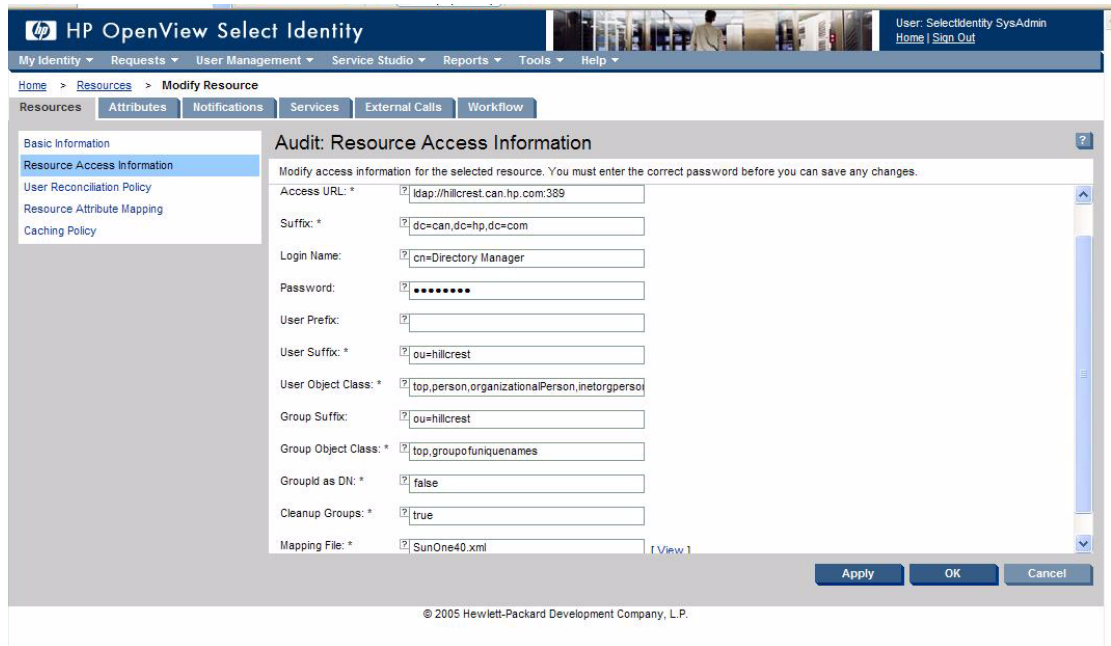 hp HP OpenView Select Identity
User: SelectIdentity SysAdmin
Home | Sign Out
My Identity Requests User Management Service Studio Reports Tools Help
Home > Resources > Modify Resource
Resources Attributes Notifications Services External Calls Workflow
Basic Information
Resource Access Information
User Reconciliation Policy
Resource Attribute Mapping
Caching Policy
Audit: Resource Access Information ?
Modify access information for the selected resource. You must enter the correct password before you can save any changes.
Access URL: * ? ldap://hillcrest.can.hp.com:389
Suffix: * ? dc=can,dc=hp,dc=com
Login Name: ? cn=Directory Manager
Password: ? ••••••••
User Prefix: ?
User Suffix: * ? ou=hillcrest
User Object Class: * ? top,person,organizationalPerson,inetorgperson
Group Suffix: ? ou=hillcrest
Group Object Class: * ? top,groupofuniquenames
GroupId as DN: * ? false
Cleanup Groups: * ? true
Mapping File: * ? SunOne40.xml [ View ]
Apply OK Cancel
© 2005 Hewlett-Packard Development Company, L.P.